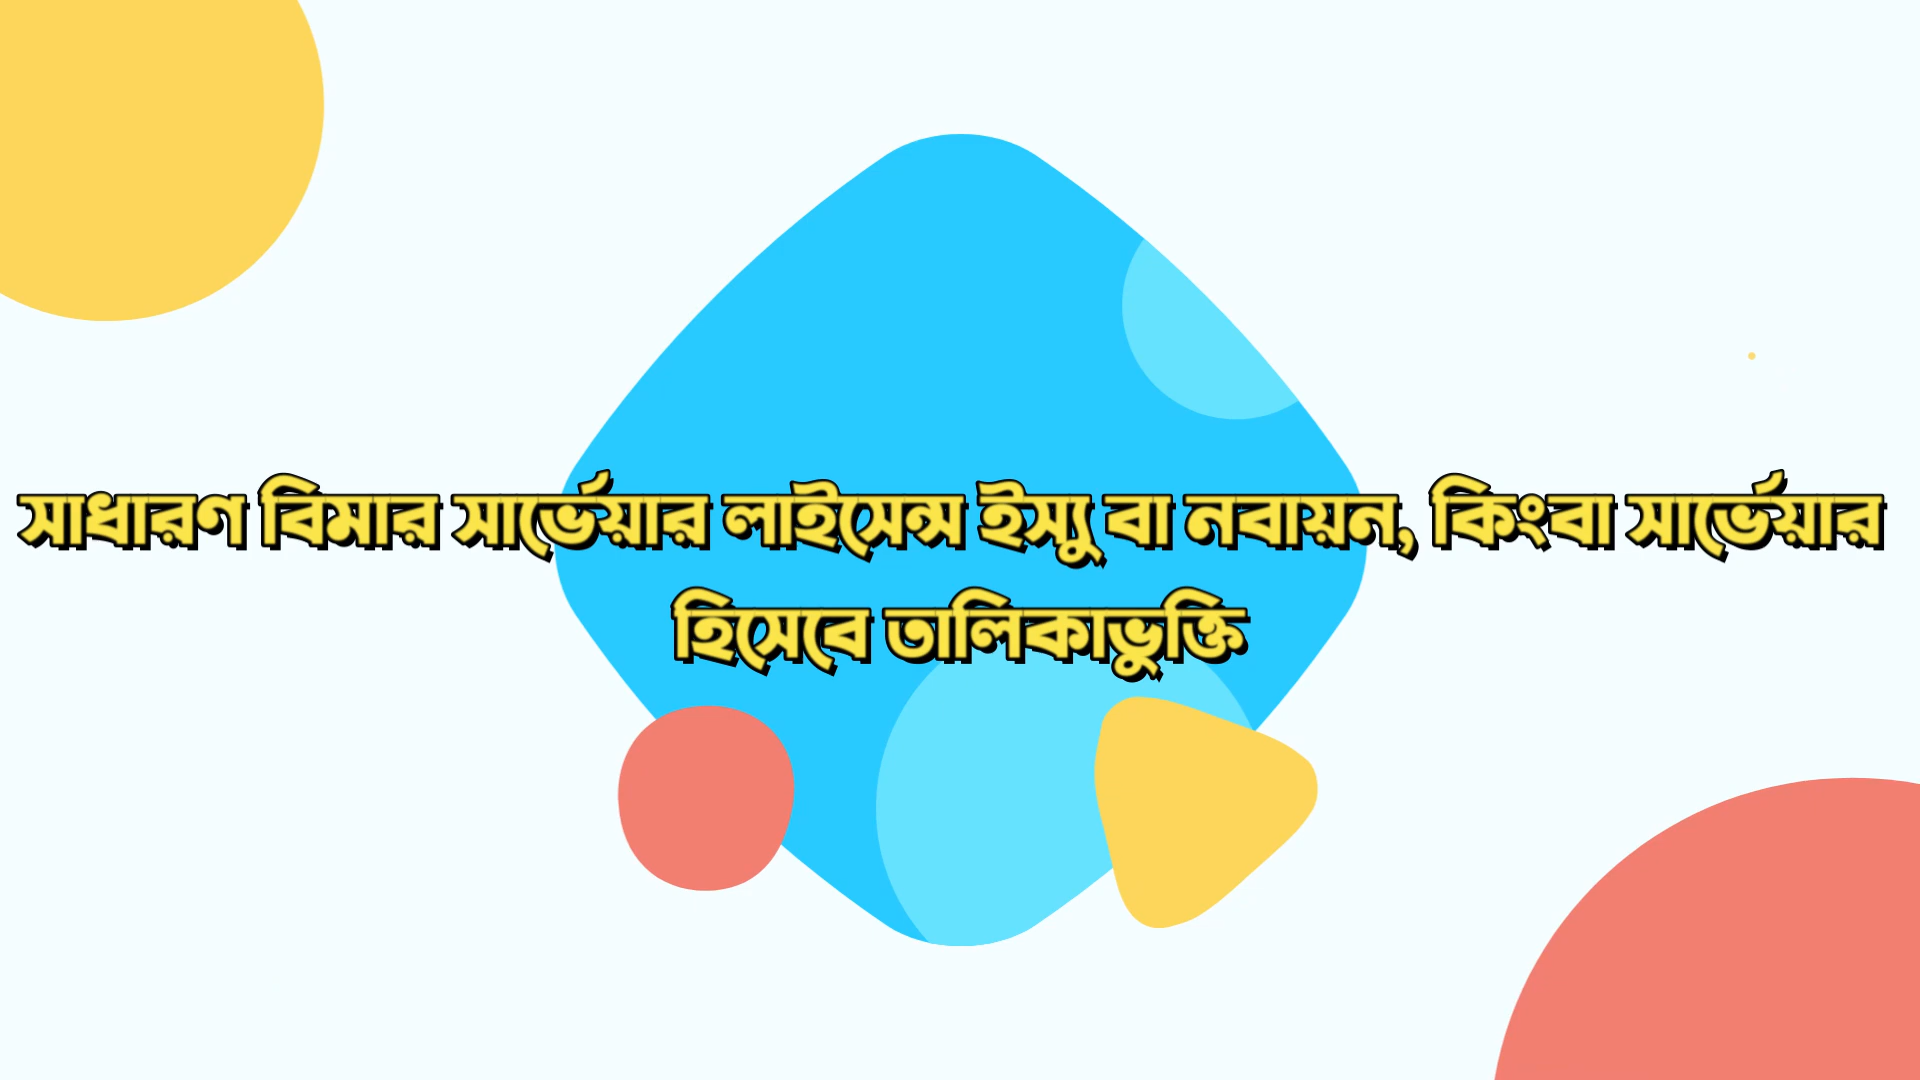 সাধারণ বিমার সার্ভেয়ার লাইসেন্স ইস্যু বা নবায়ন, কিংবা সার্ভেয়ার
হিসেবে তালিকাভুক্তি